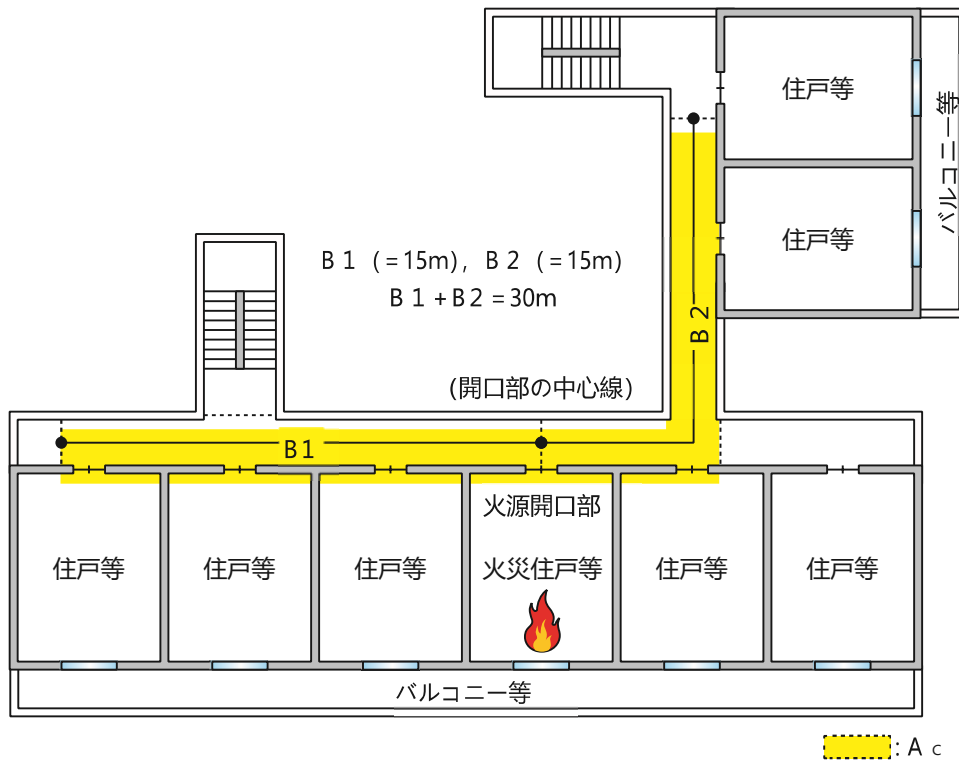 住戸等
バルコニー等
住戸等
Ｂ１（＝15m），Ｂ２（＝15m）
Ｂ１＋Ｂ２＝30m
Ｂ２
（開口部の中心線）
Ｂ１
火源開口部
住戸等
住戸等
住戸等
火災住戸等
住戸等
住戸等
バルコニー等
：Ａｃ